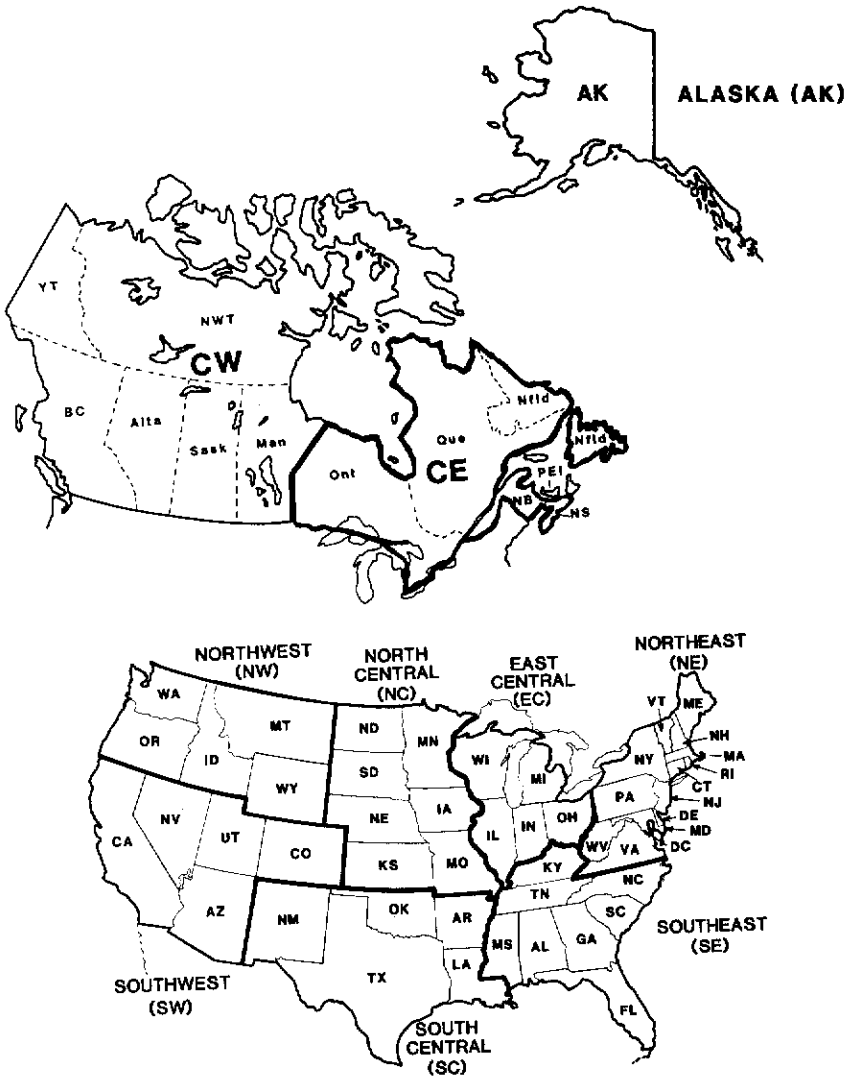 AK
ALASKA (AK)
YT
NWT
CW
BC
Alta
Sask
Man
Ont
Que
CE
Nfld
Nfld
PEI
NB
NS
NORTHWEST
(NW)
NORTH
CENTRAL
(NC)
EAST
CENTRAL
(EC)
NORTHEAST
(NE)
WA
OR
ID
MT
WY
ND
SD
NE
KS
MN
IA
MO
WI
MI
IL
IN
OH
VT
ME
NH
MA
RI
CT
NJ
DE
MD
DC
NY
PA
WV
VA
CA
NV
UT
CO
AZ
NM
OK
TX
AR
LA
KY
TN
NC
SC
MS
AL
GA
FL
SOUTHWEST
(SW)
SOUTH
CENTRAL
(SC)
SOUTHEAST
(SE)